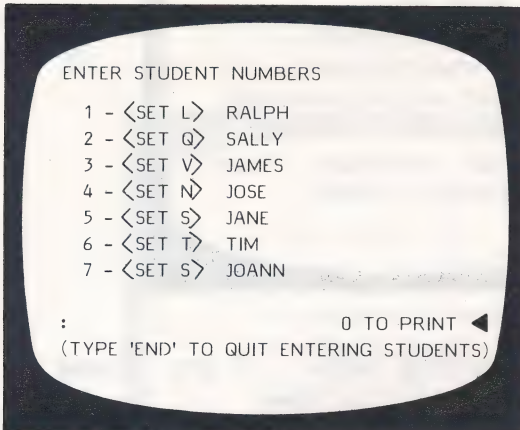 ENTER STUDENT NUMBERS
1 - <SET L> RALPH
2 - <SET Q> SALLY
3 - <SET V> JAMES
4 - <SET N> JOSE
5 - <SET S> JANE
6 - <SET T> TIM
7 - <SET S> JOANN
: 0 TO PRINT ◀
(TYPE 'END' TO QUIT ENTERING STUDENTS)